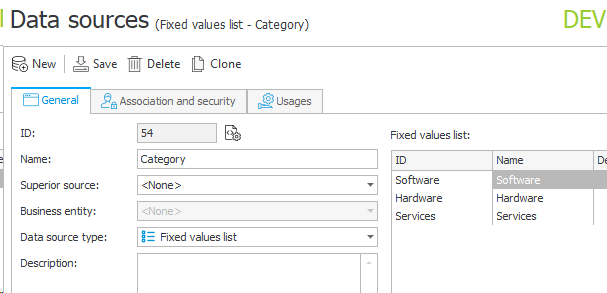 Data sources (Fixed values list - Category) DEV
New Save Delete Clone
General Association and security Usages
ID: 54
Name: Category
Superior source: <None>
Business entity: <None>
Data source type: Fixed values list
Description:
Fixed values list:
ID Name De
Software Software
Hardware Hardware
Services Services